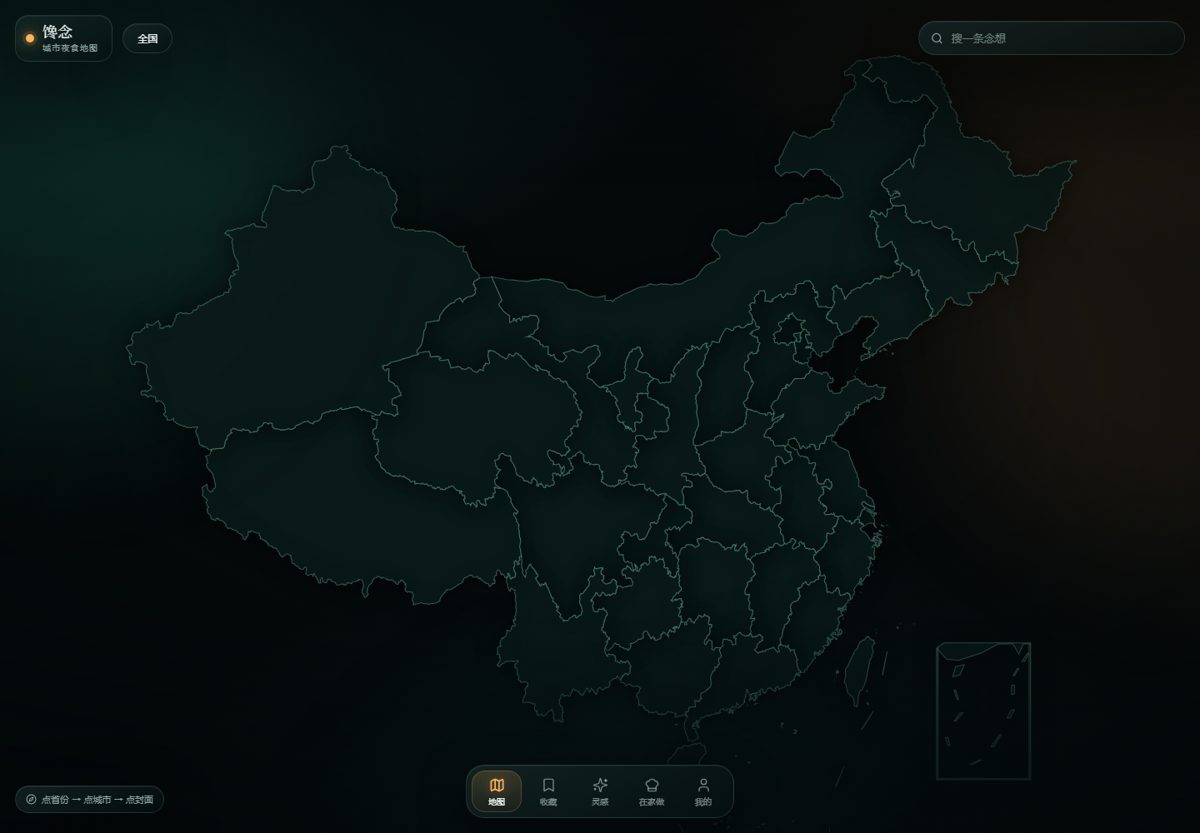 馋念
城市夜食地图
全国
搜一条念想
点省份 → 点城市 → 点封面
地图
收藏
灵感
在家做
我的